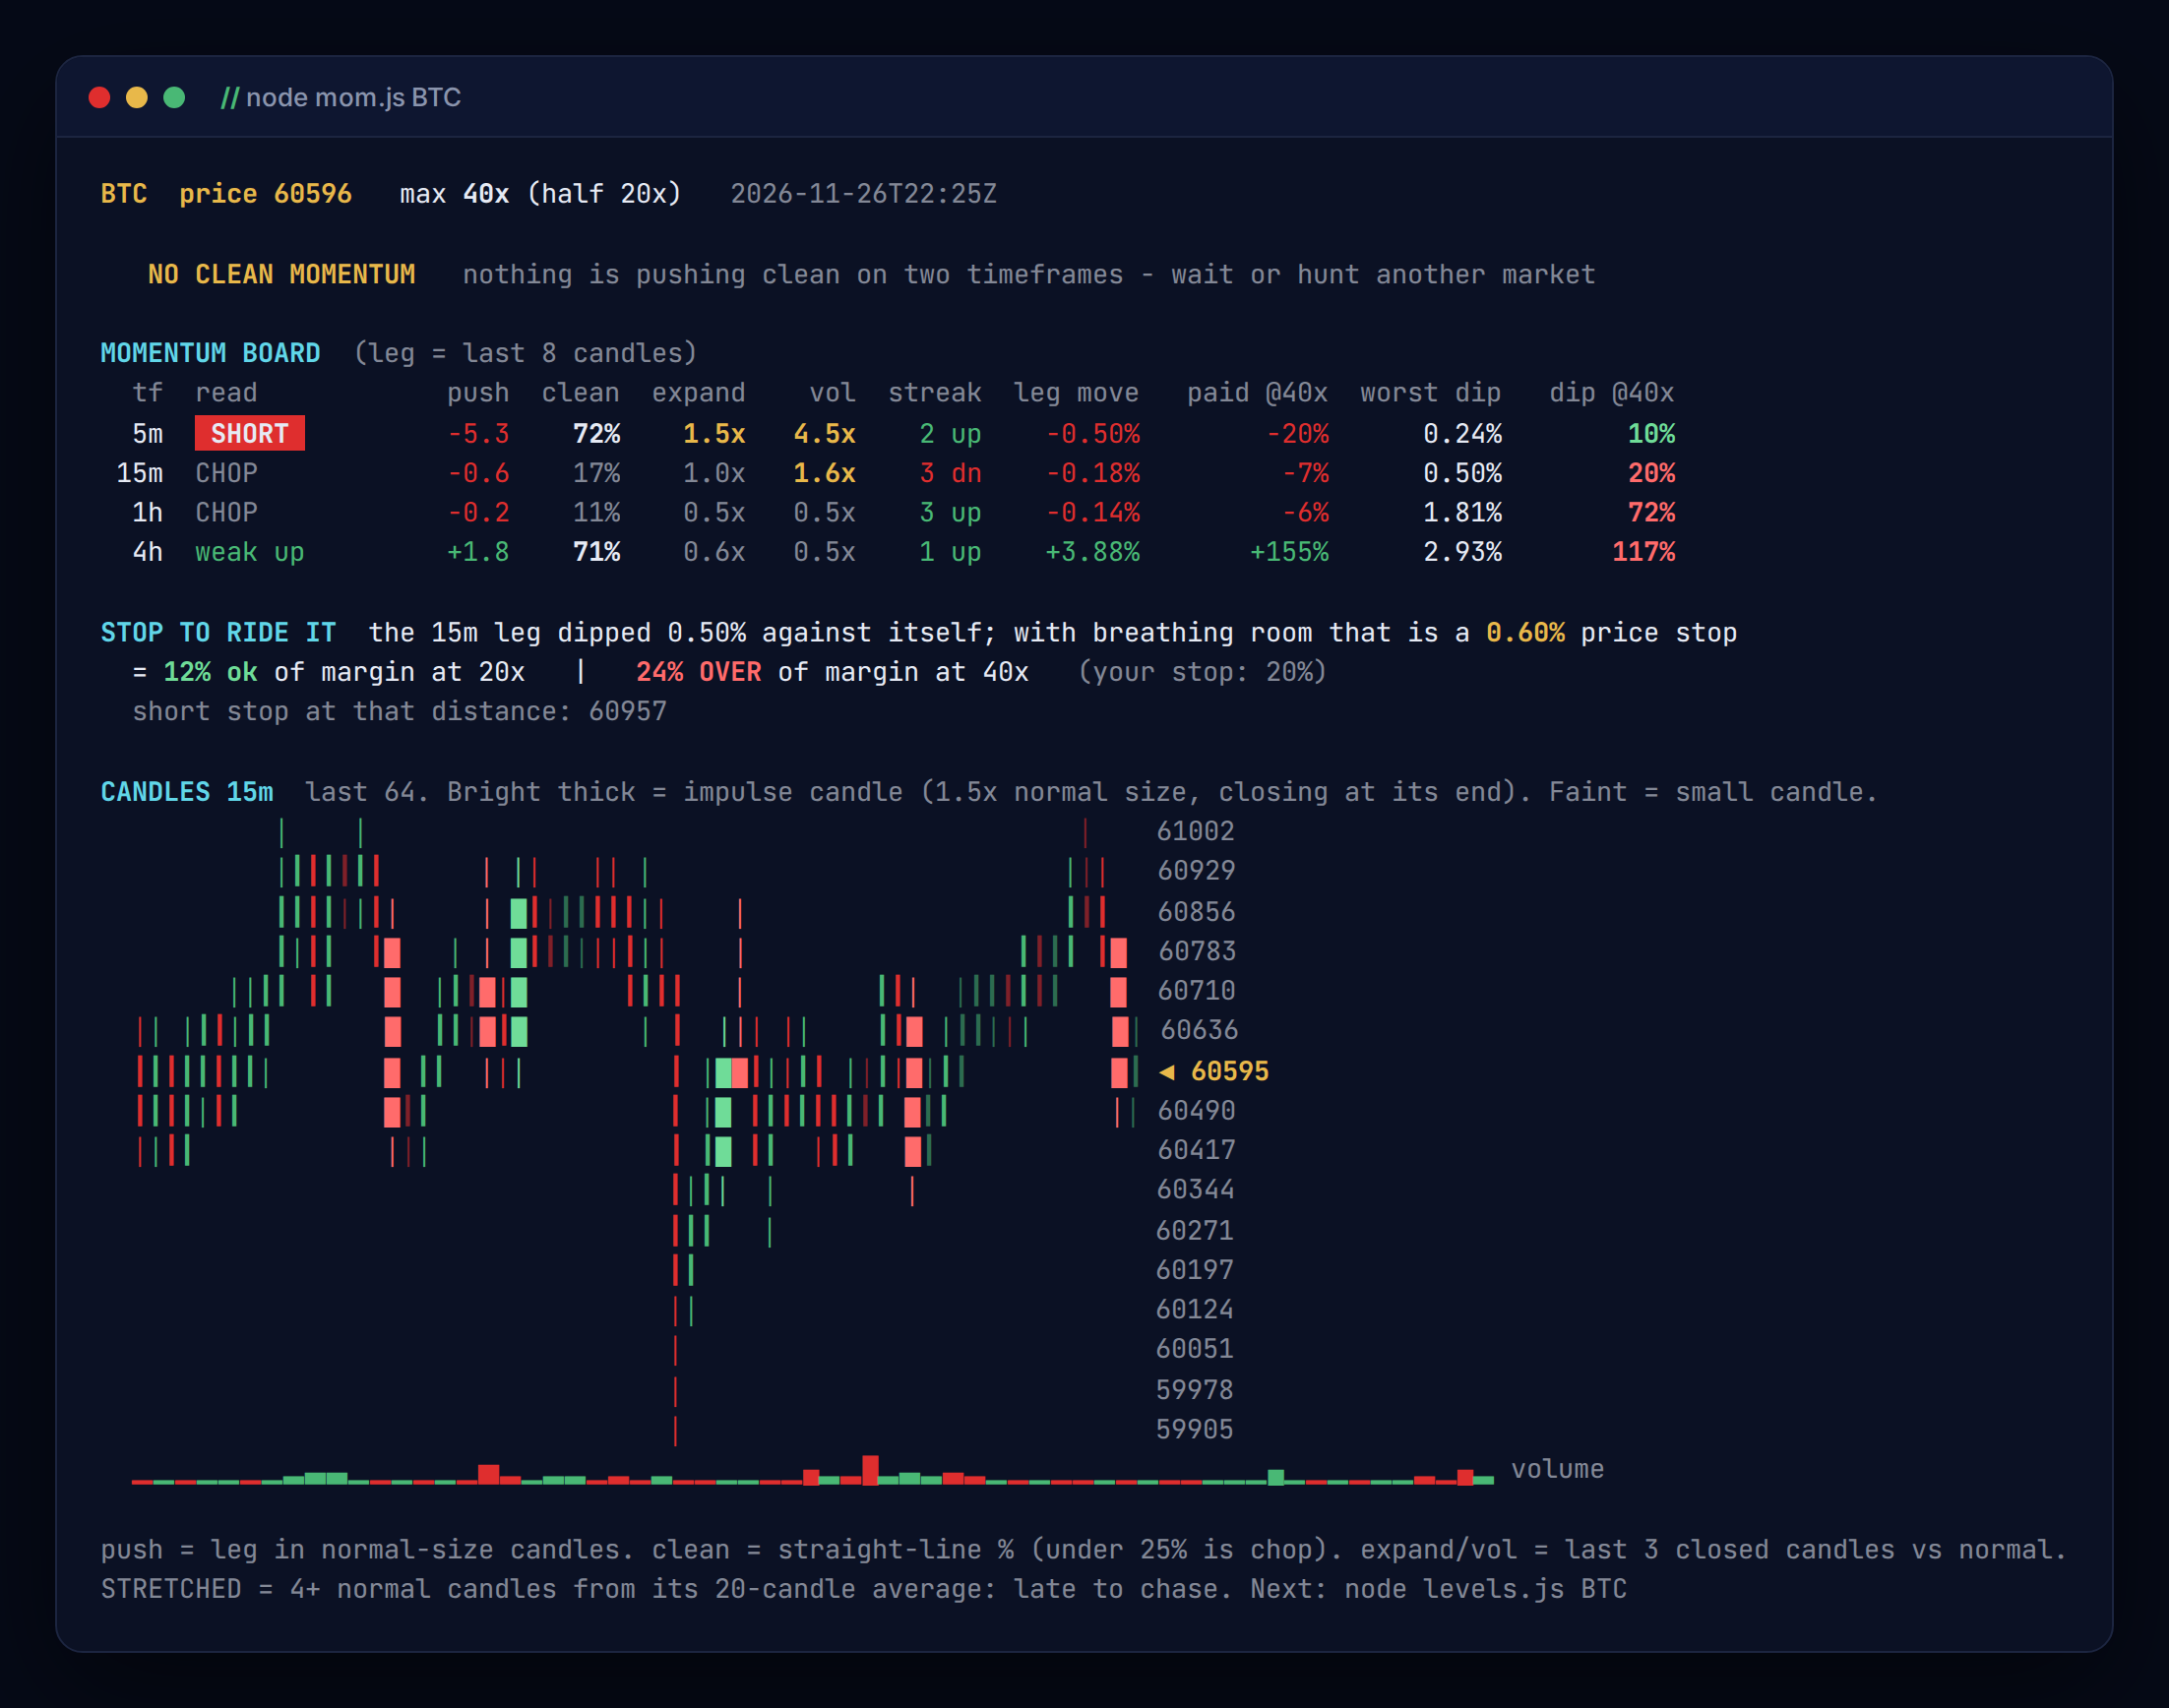 // node mom.js BTC
BTC  price 60596   max 40x (half 20x)   2026-11-26T22:25Z
NO CLEAN MOMENTUM   nothing is pushing clean on two timeframes - wait or hunt another market
MOMENTUM BOARD  (leg = last 8 candles)
tf  read  push  clean  expand  vol  streak  leg move  paid @40x  worst dip  dip @40x
5m  SHORT  -5.3  72%  1.5x  4.5x  2 up  -0.50%  -20%  0.24%  10%
15m  CHOP  -0.6  17%  1.0x  1.6x  3 dn  -0.18%  -7%  0.50%  20%
1h  CHOP  -0.2  11%  0.5x  0.5x  3 up  -0.14%  -6%  1.81%  72%
4h  weak up  +1.8  71%  0.6x  0.5x  1 up  +3.88%  +155%  2.93%  117%
STOP TO RIDE IT  the 15m leg dipped 0.50% against itself; with breathing room that is a 0.60% price stop
= 12% ok of margin at 20x   |   24% OVER of margin at 40x   (your stop: 20%)
short stop at that distance: 60957
CANDLES 15m  last 64. Bright thick = impulse candle (1.5x normal size, closing at its end). Faint = small candle.
61002
60929
60856
60783
60710
60636
◄ 60595
60490
60417
60344
60271
60197
60124
60051
59978
59905
volume
push = leg in normal-size candles. clean = straight-line % (under 25% is chop). expand/vol = last 3 closed candles vs normal.
STRETCHED = 4+ normal candles from its 20-candle average: late to chase. Next: node levels.js BTC